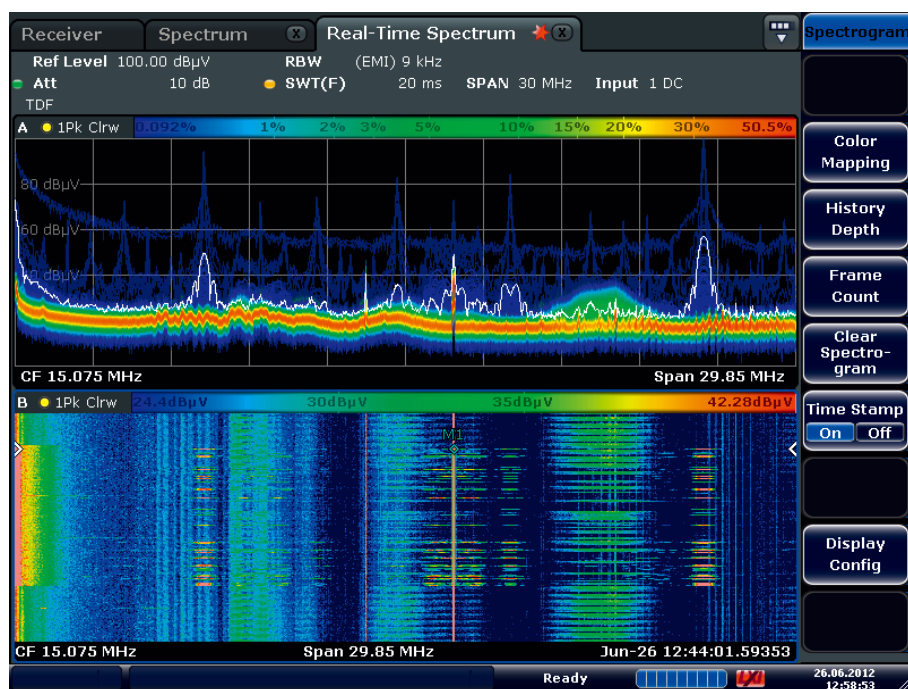 Receiver Spectrum X Real-Time Spectrum X
Ref Level 100.00 dBµV RBW (EMI) 9 kHz
Att 10 dB SWT(F) 20 ms SPAN 30 MHz Input 1 DC
TDF
A 1Pk Clrw 0.092% 1% 2% 3% 5% 10% 15% 20% 30% 50.5%
80 dBµV
60 dBµV
40 dBµV
CF 15.075 MHz Span 29.85 MHz
B 1Pk Clrw 24.4dBµV 30dBµV 35dBµV 42.28dBµV
M1
CF 15.075 MHz Span 29.85 MHz Jun-26 12:44:01.59353
Ready LXI 26.06.2012
12:58:53
Spectrogram
Color
Mapping
History
Depth
Frame
Count
Clear
Spectro-
gram
Time Stamp
On Off
Display
Config